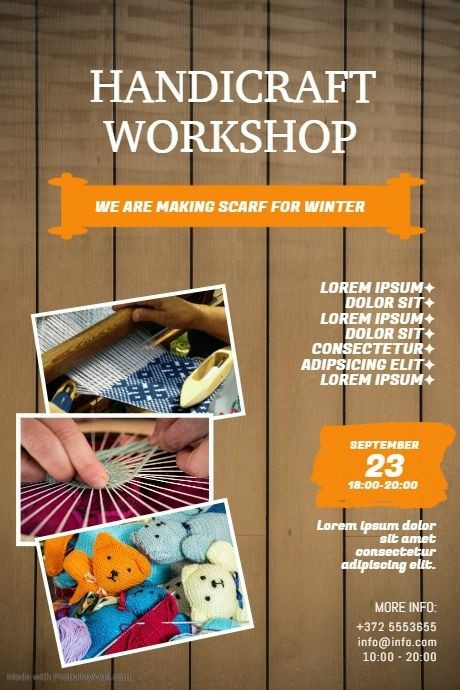 HANDICRAFT
WORKSHOP
WE ARE MAKING SCARF FOR WINTER
LOREM IPSUM✦
DOLOR SIT✦
LOREM IPSUM✦
DOLOR SIT✦
CONSECTETUR✦
ADIPSICING ELIT✦
LOREM IPSUM✦
SEPTEMBER
23
18:00-20:00
Lorem ipsum dolor
sit amet
consectetur
adipiscing elit.
MORE INFO:
+372 5553655
info@info.com
10:00 - 20:00
Made with PosterMyWall.com